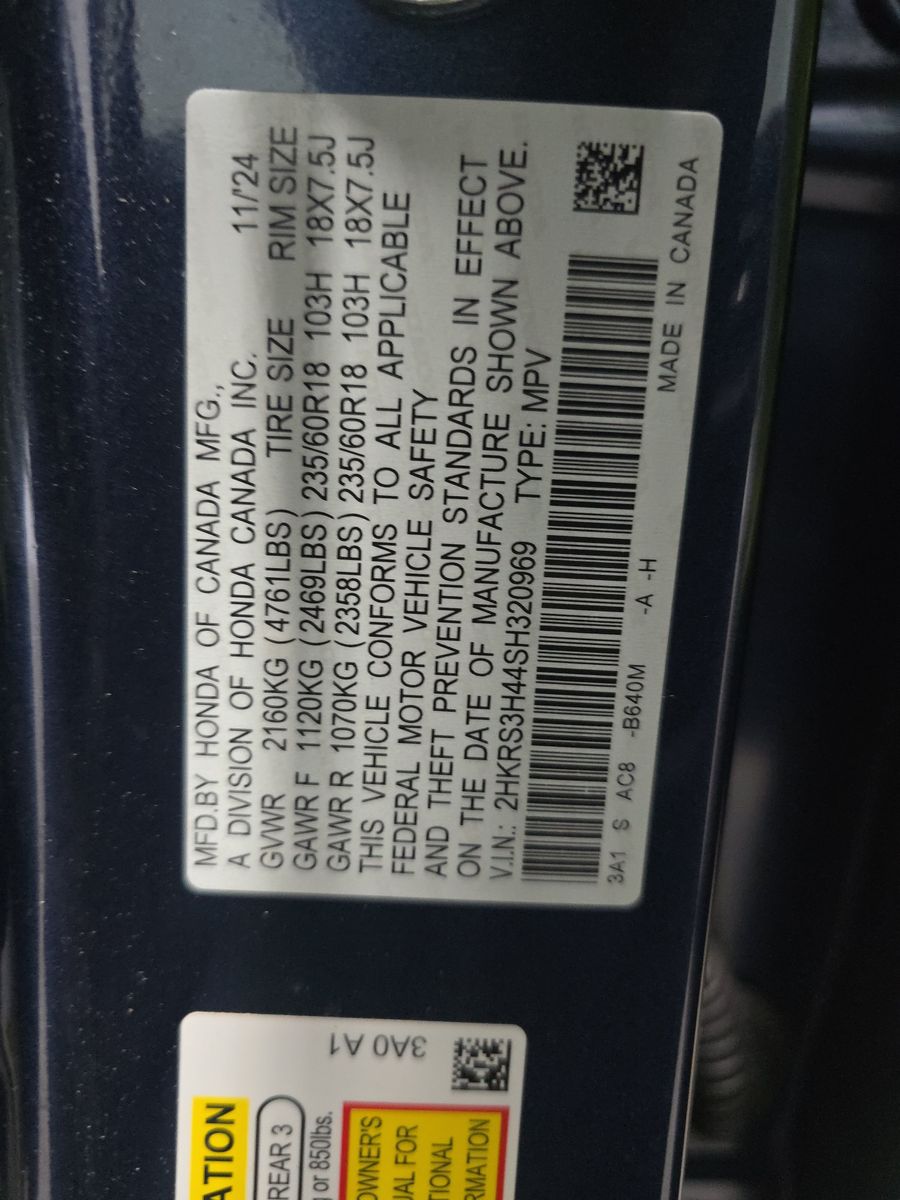 MFD.BY HONDA OF CANADA MFG.,
A DIVISION OF HONDA CANADA INC. 11/'24
GVWR 2160KG (4761LBS) TIRE SIZE RIM SIZE
GAWR F 1120KG (2469LBS) 235/60R18 103H 18X7.5J
GAWR R 1070KG (2358LBS) 235/60R18 103H 18X7.5J
THIS VEHICLE CONFORMS TO ALL APPLICABLE
FEDERAL MOTOR VEHICLE SAFETY
AND THEFT PREVENTION STANDARDS IN EFFECT
ON THE DATE OF MANUFACTURE SHOWN ABOVE.
V.I.N.: 2HKRS3H44SH320969 TYPE: MPV
3A1 S AC8 -B640M -A -H MADE IN CANADA
3A0 A1
ATION
REAR 3
g or 850lbs.
OWNER'S
UAL FOR
TIONAL
RMATION